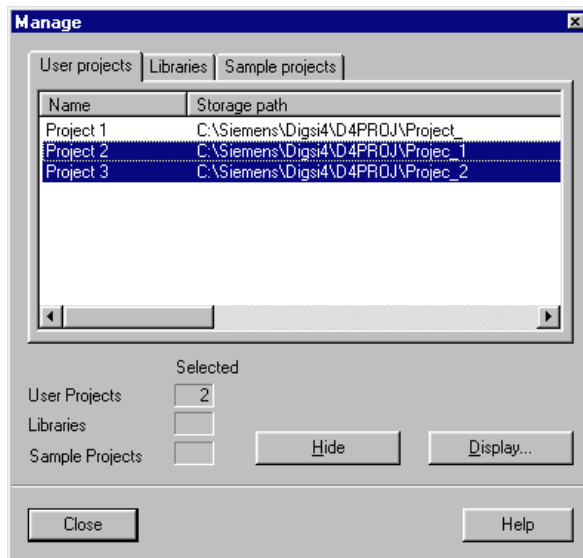 Manage
User projects Libraries Sample projects
Name Storage path
Project 1 C:\Siemens\Digsi4\D4PROJ\Project_
Project 2 C:\Siemens\Digsi4\D4PROJ\Projec_1
Project 3 C:\Siemens\Digsi4\D4PROJ\Projec_2
Selected
User Projects 2
Libraries
Sample Projects
Hide Display...
Close Help